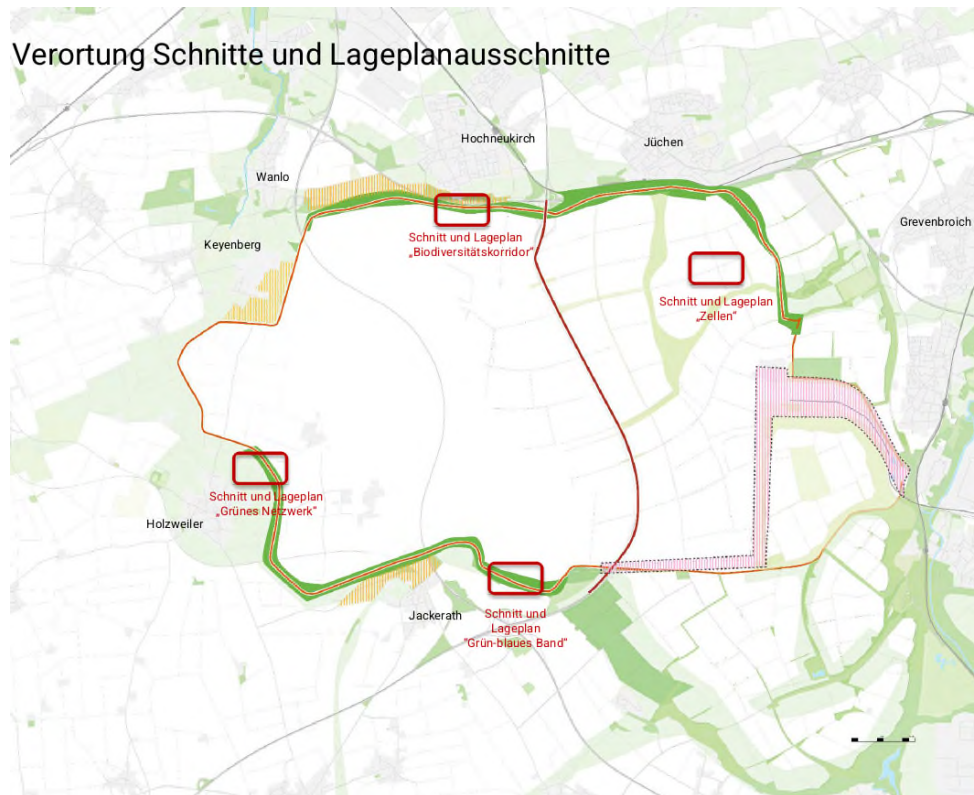 Verortung Schnitte und Lageplanausschnitte
Hochneukirch
Jüchen
Wanlo
Grevenbroich
Keyenberg
Schnitt und Lageplan
„Biodiversitätskorridor“
Schnitt und Lageplan
„Zellen“
Schnitt und Lageplan
„Grünes Netzwerk“
Holzweiler
Jackerath
Schnitt und
Lageplan
"Grün-blaues Band“